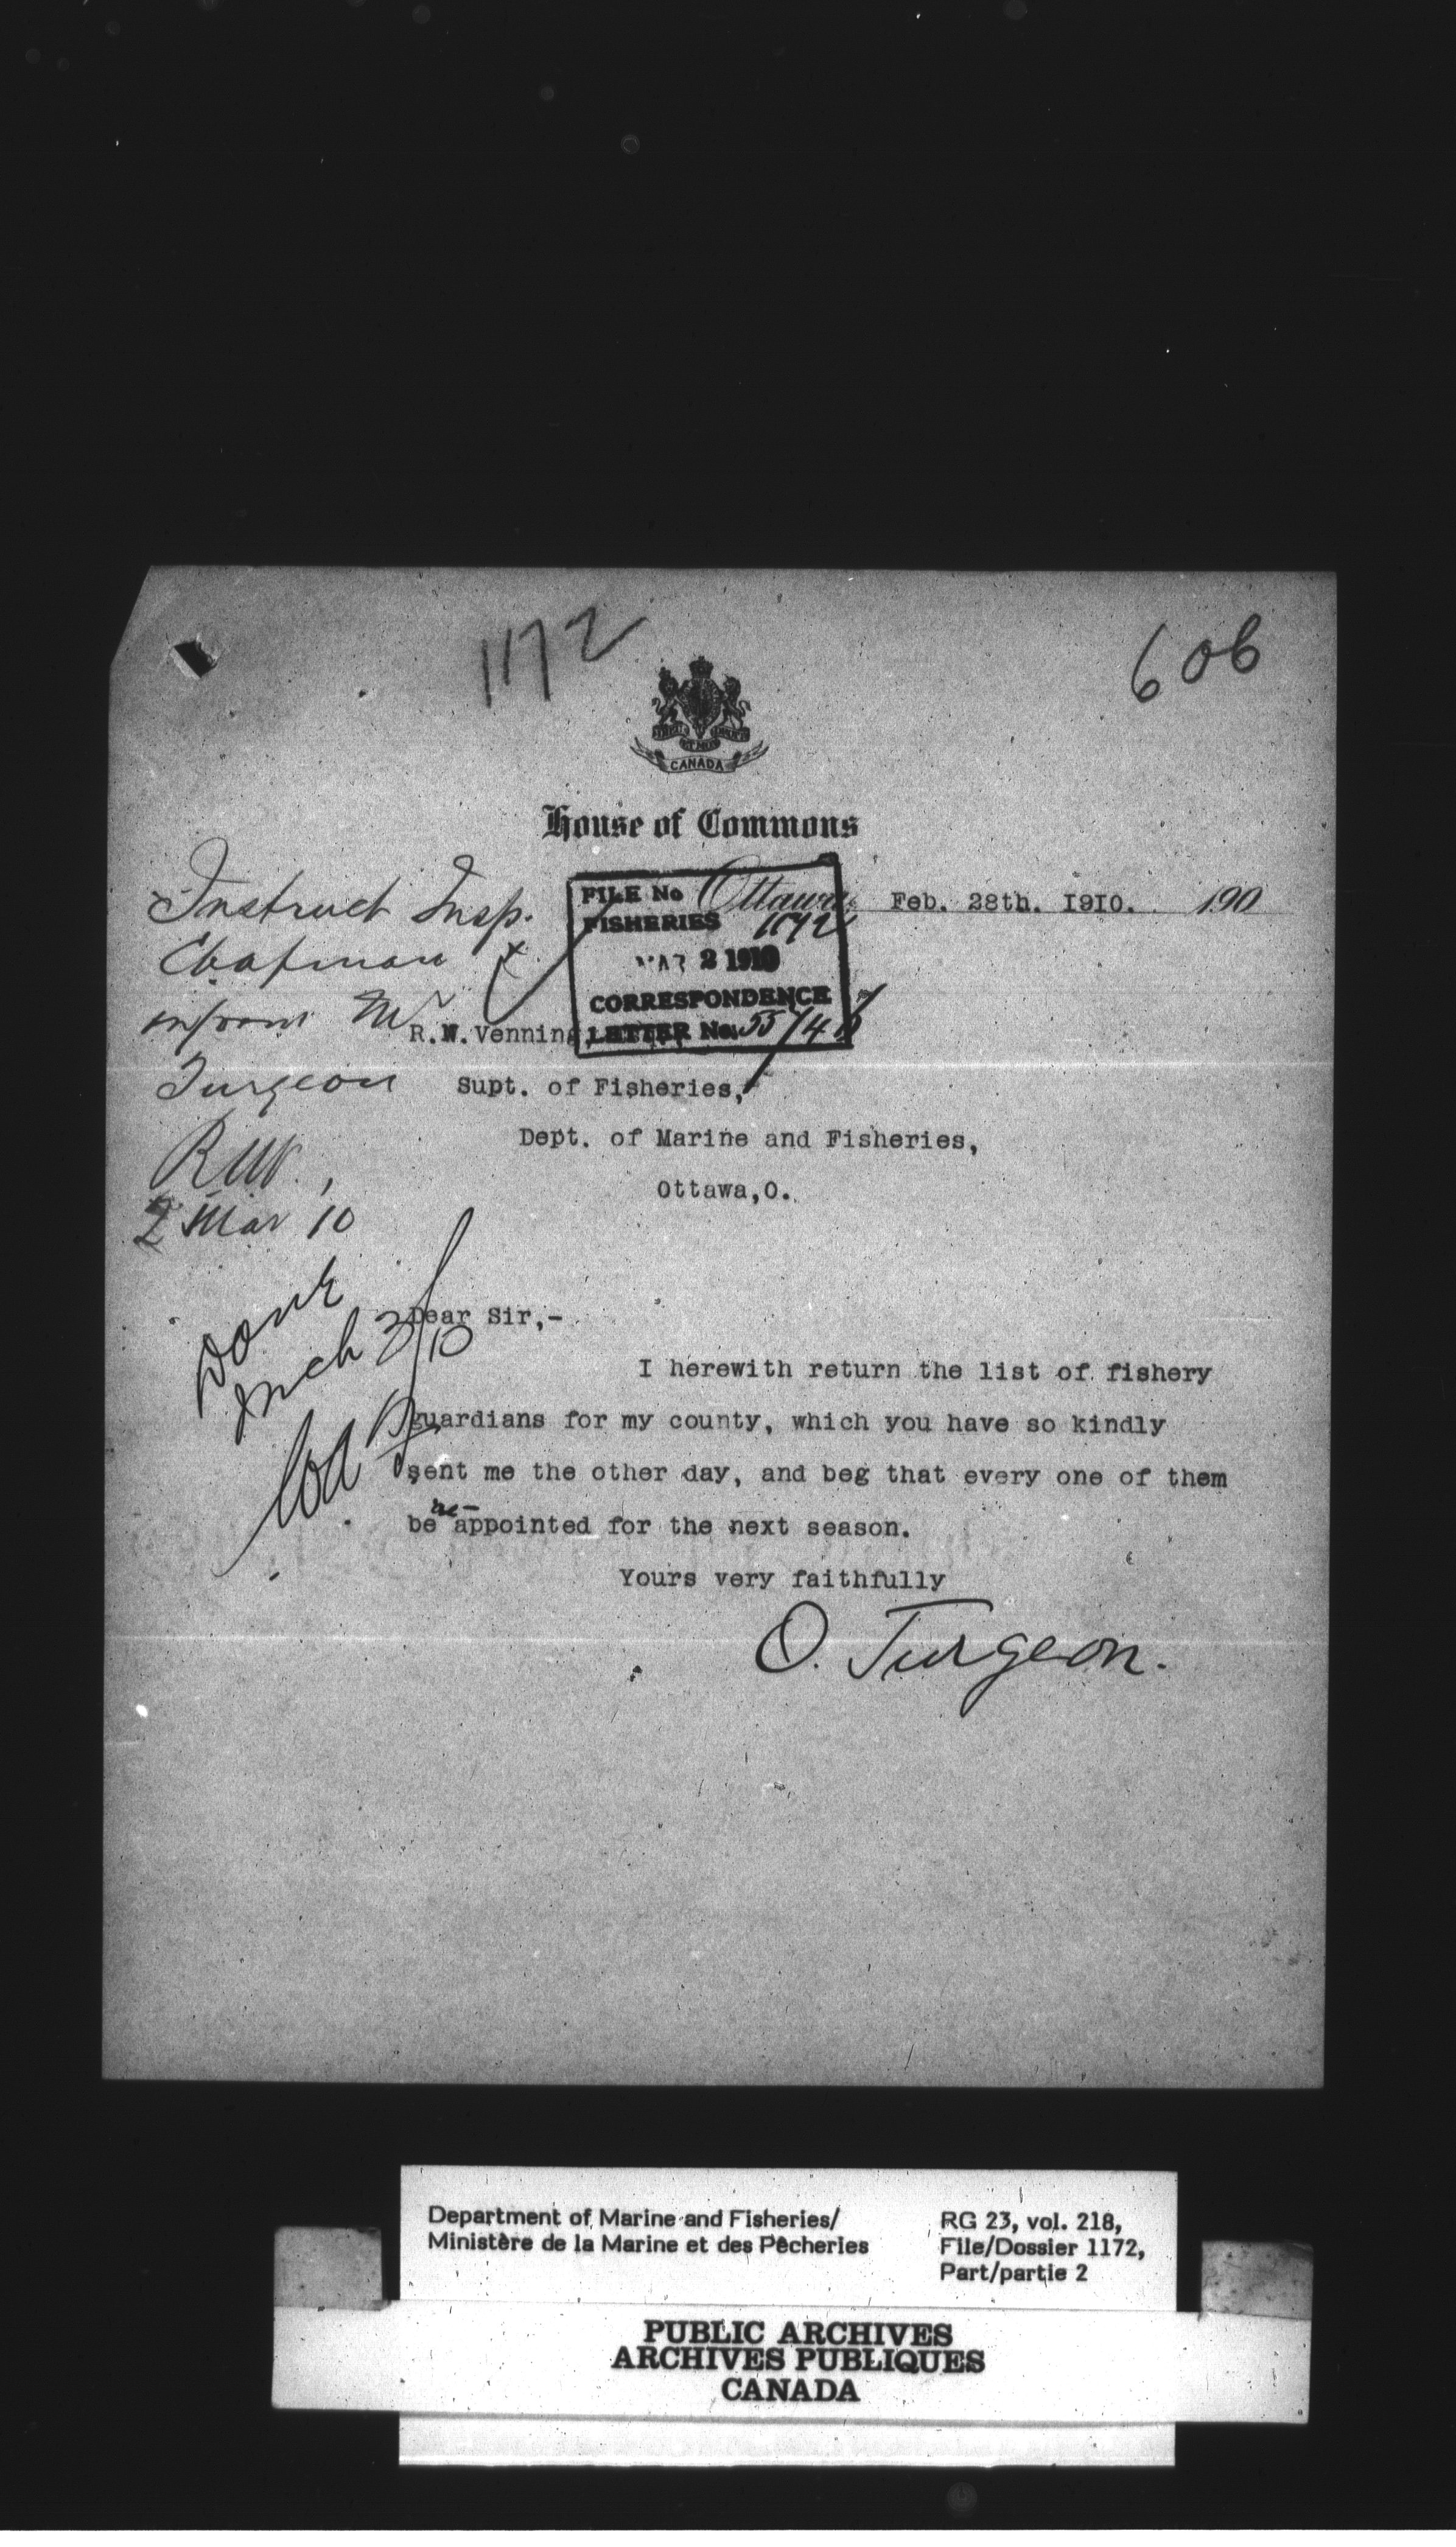 1172
606
CANADA
House of Commons
Ottawa, Feb. 28th. 1910. 190
FILE No
FISHERIES 1172
MAR 2 1910
CORRESPONDENCE
LETTER No.
Instruct Insp.
Chapman &
inform Mr
Turgeon
R.W.
2 Mar 10
Done
Mch 3/10
R.W. Venning,
Supt. of Fisheries,
Dept. of Marine and Fisheries,
Ottawa,O.
Dear Sir,-
I herewith return the list of fishery
guardians for my county, which you have so kindly
sent me the other day, and beg that every one of them
be re-appointed for the next season.
Yours very faithfully
O. Turgeon.
Department of Marine and Fisheries/
Ministère de la Marine et des Pêcheries
RG 23, vol. 218,
File/Dossier 1172,
Part/partie 2
PUBLIC ARCHIVES
ARCHIVES PUBLIQUES
CANADA